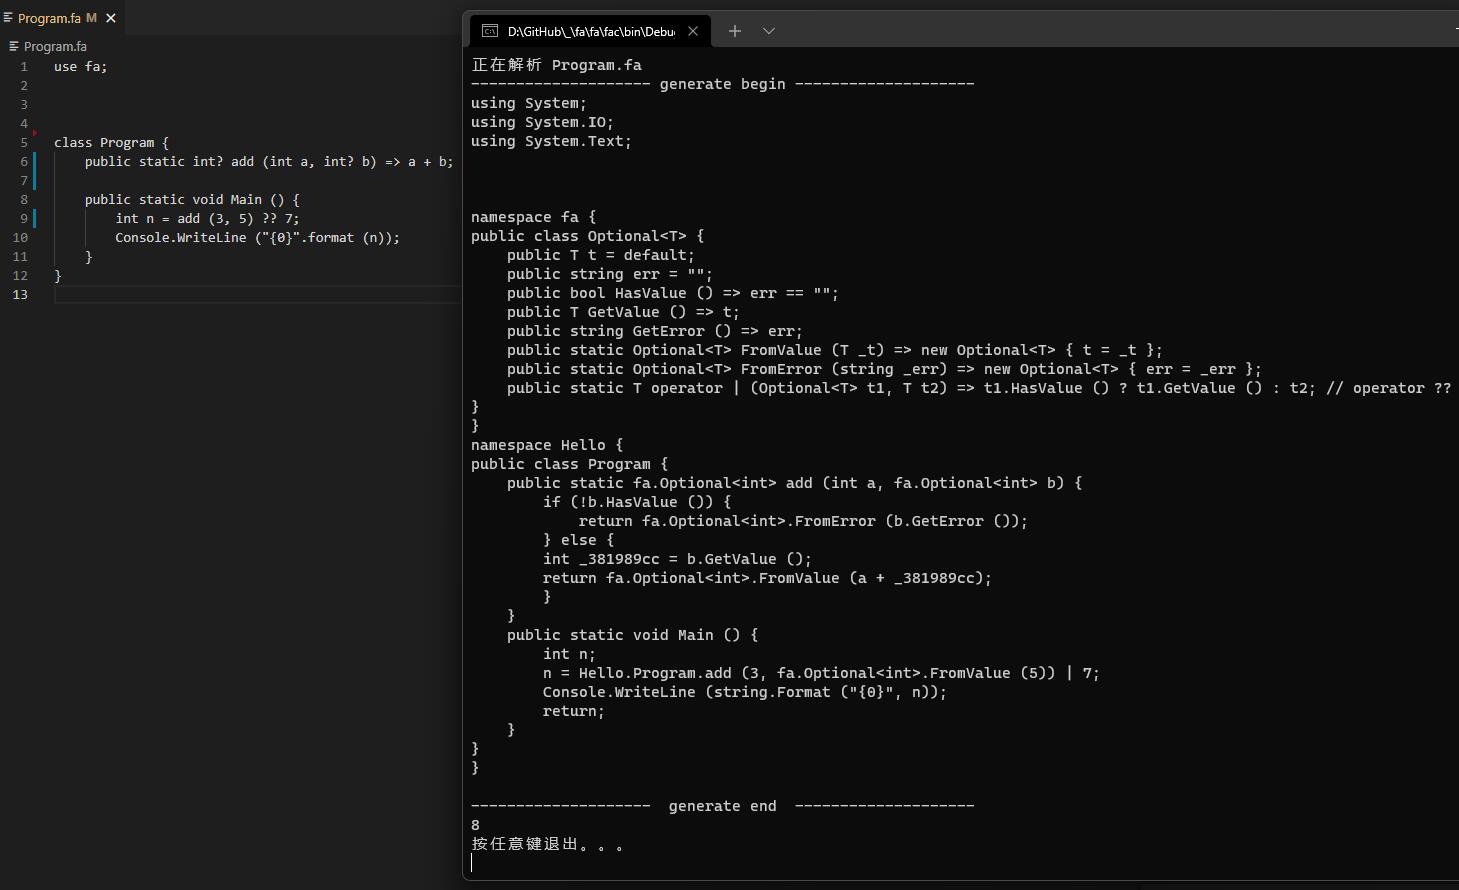 Program.fa M
Program.fa
1 use fa;
2
3
4
5 class Program {
6     public static int? add (int a, int? b) => a + b;
7
8     public static void Main () {
9         int n = add (3, 5) ?? 7;
10         Console.WriteLine ("{0}".format (n));
11     }
12 }
13
D:\GitHub\_\fa\fa\fac\bin\Debu
正在解析 Program.fa
-------------------- generate begin --------------------
using System;
using System.IO;
using System.Text;
namespace fa {
public class Optional<T> {
    public T t = default;
    public string err = "";
    public bool HasValue () => err == "";
    public T GetValue () => t;
    public string GetError () => err;
    public static Optional<T> FromValue (T _t) => new Optional<T> { t = _t };
    public static Optional<T> FromError (string _err) => new Optional<T> { err = _err };
    public static T operator | (Optional<T> t1, T t2) => t1.HasValue () ? t1.GetValue () : t2; // operator ??
}
}
namespace Hello {
public class Program {
    public static fa.Optional<int> add (int a, fa.Optional<int> b) {
        if (!b.HasValue ()) {
            return fa.Optional<int>.FromError (b.GetError ());
        } else {
        int _381989cc = b.GetValue ();
        return fa.Optional<int>.FromValue (a + _381989cc);
        }
    }
    public static void Main () {
        int n;
        n = Hello.Program.add (3, fa.Optional<int>.FromValue (5)) | 7;
        Console.WriteLine (string.Format ("{0}", n));
        return;
    }
}
}
--------------------  generate end  --------------------
8
按任意键退出。。。